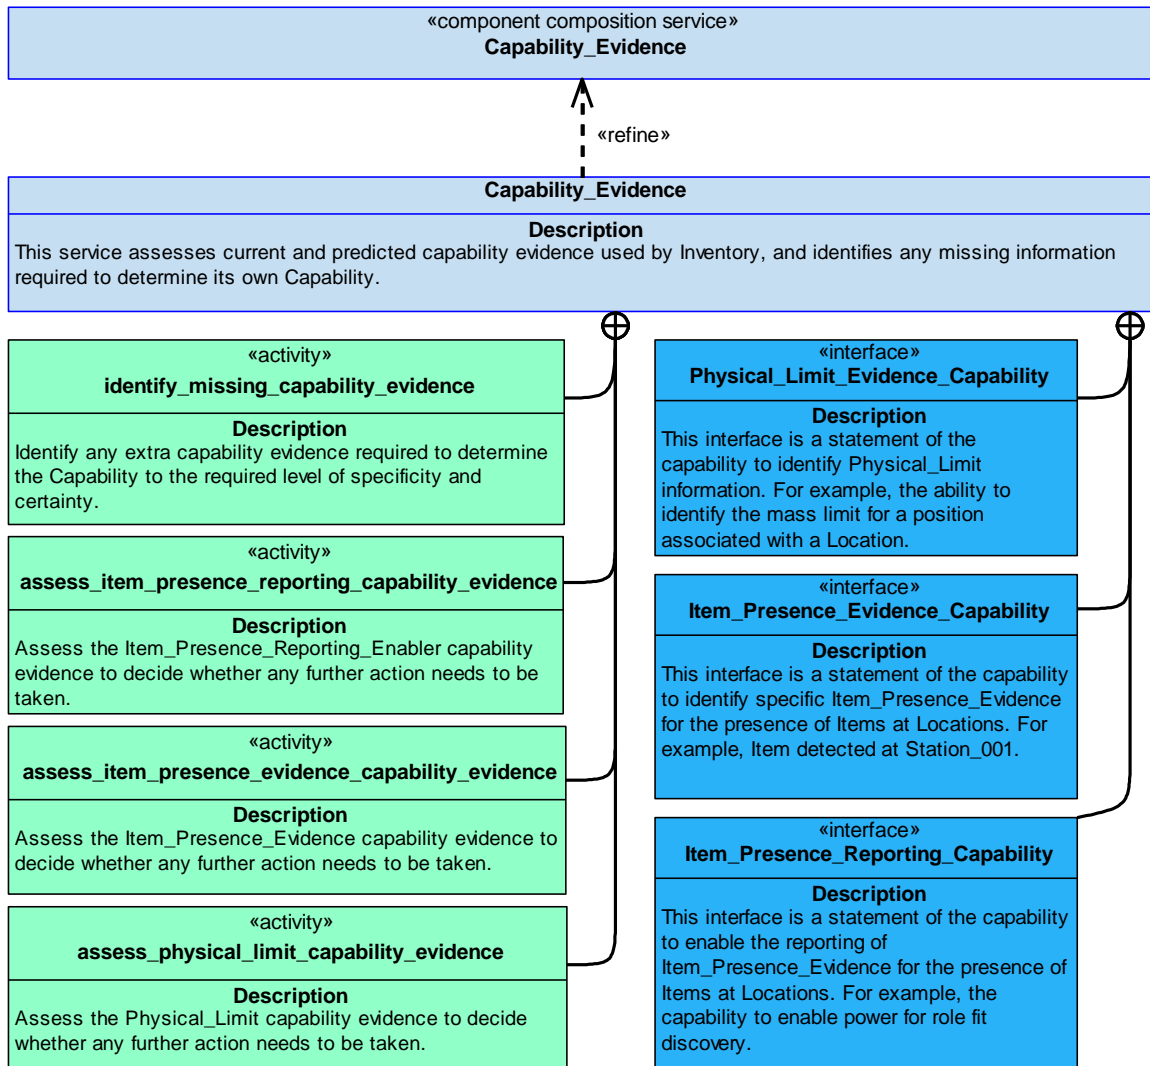 «component composition service»
Capability_Evidence
«refine»
Capability_Evidence
Description
This service assesses current and predicted capability evidence used by Inventory, and identifies any missing information
required to determine its own Capability.
«activity»
identify_missing_capability_evidence
Description
Identify any extra capability evidence required to determine
the Capability to the required level of specificity and
certainty.
«activity»
assess_item_presence_reporting_capability_evidence
Description
Assess the Item_Presence_Reporting_Enabler capability
evidence to decide whether any further action needs to be
taken.
«activity»
assess_item_presence_evidence_capability_evidence
Description
Assess the Item_Presence_Evidence capability evidence to
decide whether any further action needs to be taken.
«activity»
assess_physical_limit_capability_evidence
Description
Assess the Physical_Limit capability evidence to decide
whether any further action needs to be taken.
«interface»
Physical_Limit_Evidence_Capability
Description
This interface is a statement of the
capability to identify Physical_Limit
information. For example, the ability to
identify the mass limit for a position
associated with a Location.
«interface»
Item_Presence_Evidence_Capability
Description
This interface is a statement of the capability
to identify specific Item_Presence_Evidence
for the presence of Items at Locations. For
example, Item detected at Station_001.
«interface»
Item_Presence_Reporting_Capability
Description
This interface is a statement of the capability
to enable the reporting of
Item_Presence_Evidence for the presence of
Items at Locations. For example, the
capability to enable power for role fit
discovery.